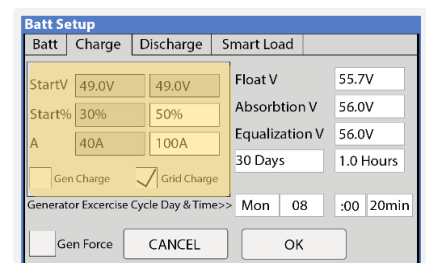 Batt Setup
Batt Charge Discharge Smart Load
StartV 49.0V 49.0V Float V 55.7V
Start% 30% 50% Absorbtion V 56.0V
A 40A 100A Equalization V 56.0V
30 Days 1.0 Hours
Gen Charge Grid Charge
Generator Excercise Cycle Day & Time>> Mon 08 :00 20min
Gen Force CANCEL OK